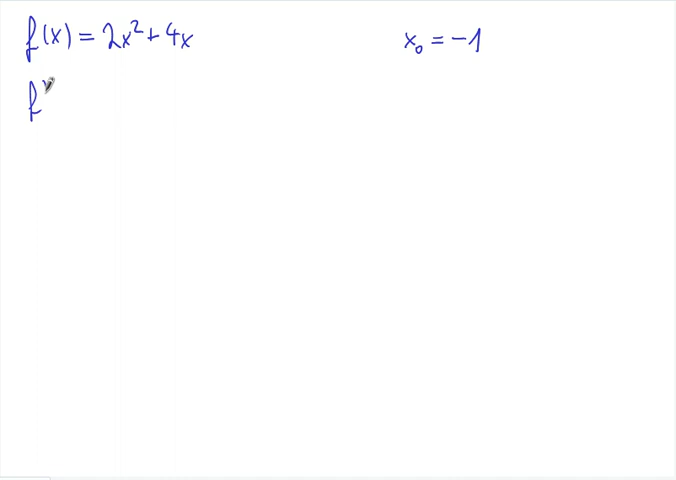 f(x) = 2x² + 4x
x₀ = -1
f